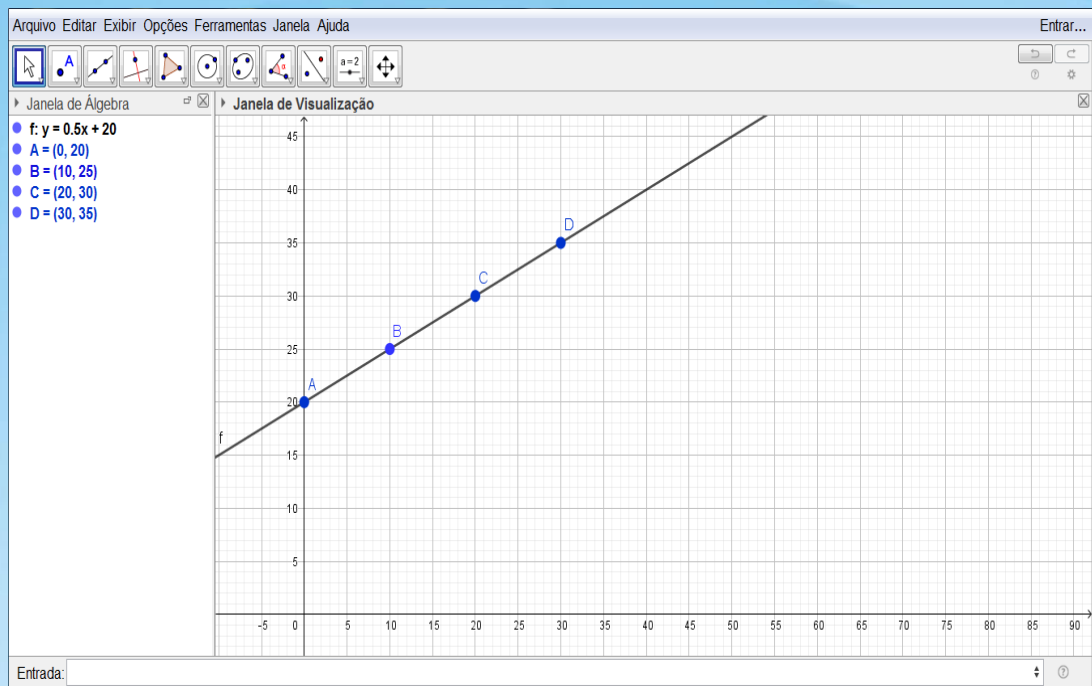 Arquivo Editar Exibir Opções Ferramentas Janela Ajuda Entrar...
A a=2
Janela de Álgebra
Janela de Visualização
f: y = 0.5x + 20
A = (0, 20)
B = (10, 25)
C = (20, 30)
D = (30, 35)
45
40
D
35
C
30
B
25
A
20
f
15
10
5
-5 0 5 10 15 20 25 30 35 40 45 50 55 60 65 70 75 80 85 90
Entrada: